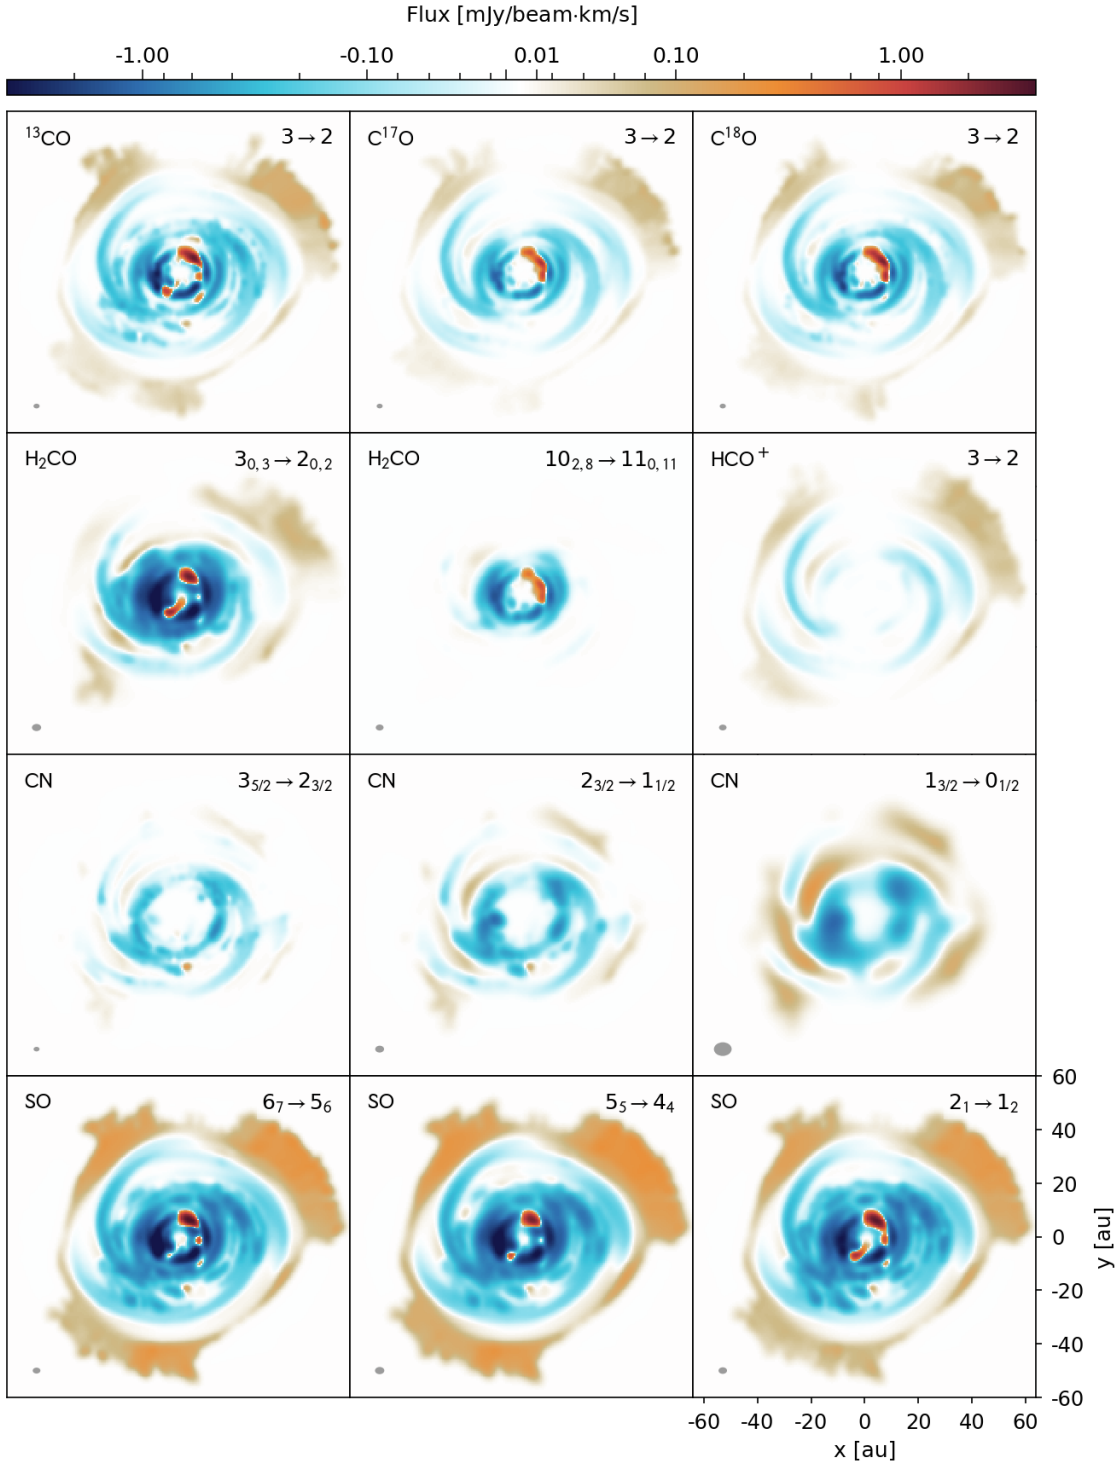 Flux [mJy/beam·km/s]
-1.00 -0.10 0.01 0.10 1.00
¹³CO 3→2 C¹⁷O 3→2 C¹⁸O 3→2
H₂CO 3₀,₃→2₀,₂ H₂CO 10₂,₈→11₀,₁₁ HCO⁺ 3→2
CN 3₅/₂→2₃/₂ CN 2₃/₂→1₁/₂ CN 1₃/₂→0₁/₂
60
SO 6₇→5₆ SO 5₅→4₄ SO 2₁→1₂
40
20
0
-20
-40
-60
y [au]
-60 -40 -20 0 20 40 60
x [au]